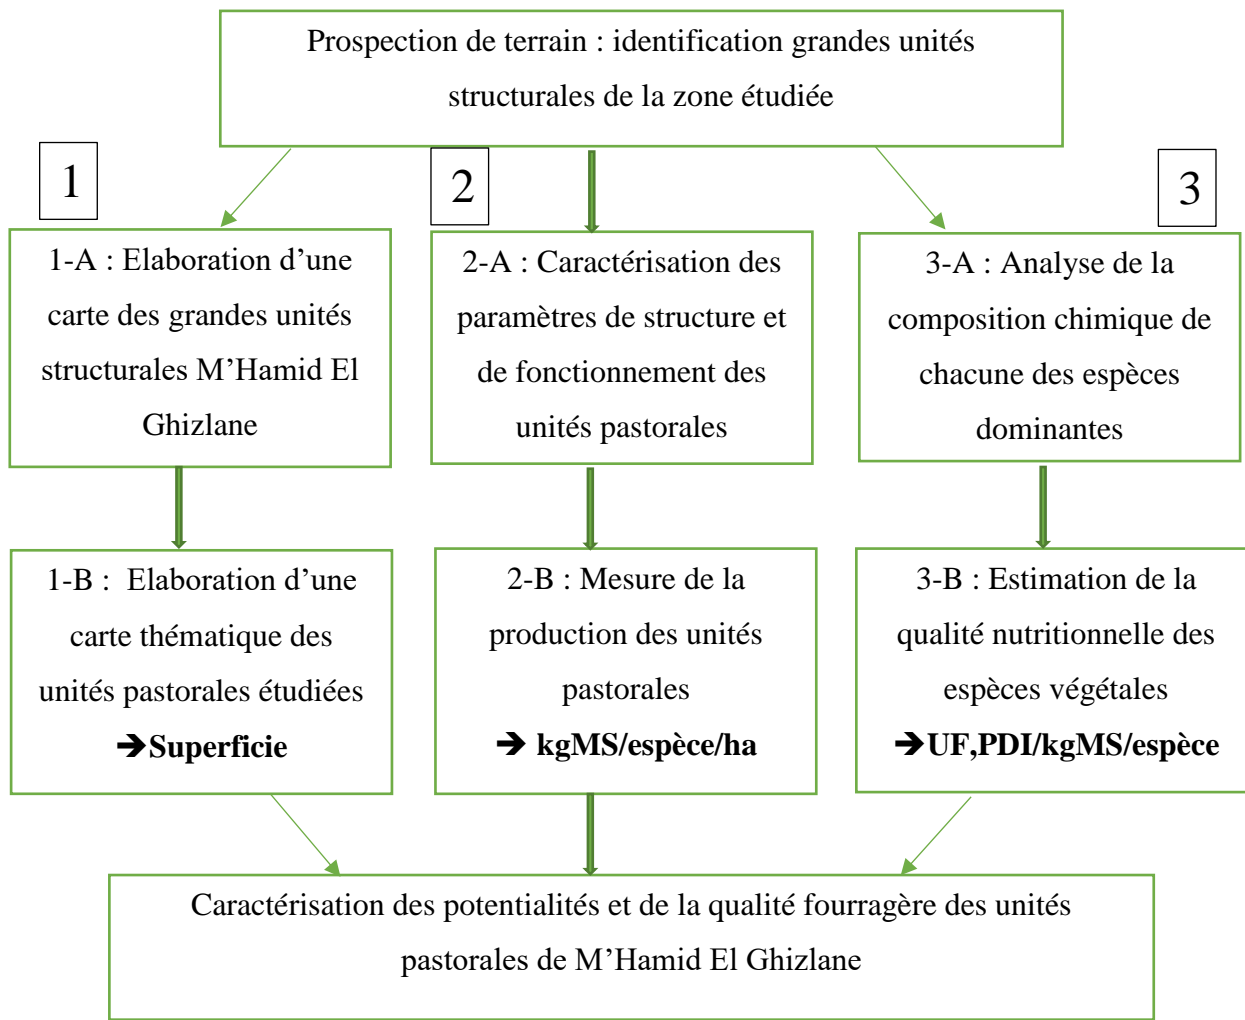 Prospection de terrain : identification grandes unités
structurales de la zone étudiée
1
2
3
1-A : Elaboration d’une
carte des grandes unités
structurales M’Hamid El
Ghizlane
2-A : Caractérisation des
paramètres de structure et
de fonctionnement des
unités pastorales
3-A : Analyse de la
composition chimique de
chacune des espèces
dominantes
1-B : Elaboration d’une
carte thématique des
unités pastorales étudiées
➔Superficie
2-B : Mesure de la
production des unités
pastorales
➔ kgMS/espèce/ha
3-B : Estimation de la
qualité nutritionnelle des
espèces végétales
➔UF,PDI/kgMS/espèce
Caractérisation des potentialités et de la qualité fourragère des unités
pastorales de M’Hamid El Ghizlane